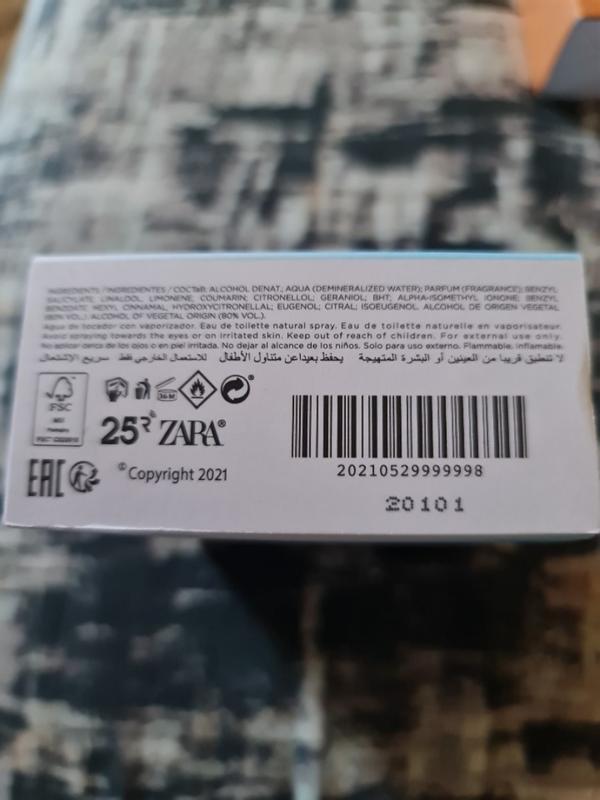 INGREDIENTS / INGREDIENTES / СОСТАВ: ALCOHOL DENAT.; AQUA (DEMINERALIZED WATER); PARFUM (FRAGRANCE); BENZYL
SALICYLATE; LINALOOL; LIMONENE; COUMARIN; CITRONELLOL; GERANIOL; BHT; ALPHA-ISOMETHYL IONONE; BENZYL
BENZOATE; HEXYL CINNAMAL; HYDROXYCITRONELLAL; EUGENOL; CITRAL; ISOEUGENOL. ALCOHOL DE ORIGEN VEGETAL
(80% VOL.) / ALCOHOL OF VEGETAL ORIGIN (80% VOL.)
Agua de tocador con vaporizador. Eau de toilette natural spray. Eau de toilette naturelle en vaporisateur.
Avoid spraying towards the eyes or on irritated skin. Keep out of reach of children. For external use only.
No aplicar cerca de los ojos o en piel irritada. No dejar al alcance de los niños. Solo para uso externo. Flammable, inflamable.
لا تنطبق قريبا من العينين أو البشرة المتهيجة يحفظ بعيداعن متناول الأطفال للاستعمال الخارجي فقط سريع الإشتعال
FSC
36 M
25 ZARA®
EAC
©Copyright 2021
20210529999998
20101